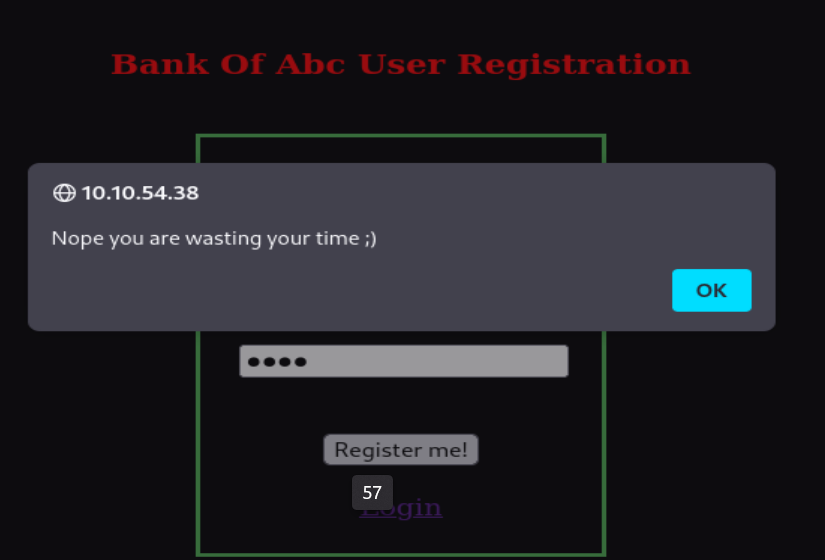 Bank Of Abc User Registration
10.10.54.38
Nope you are wasting your time ;)
OK
Register me!
57
Login